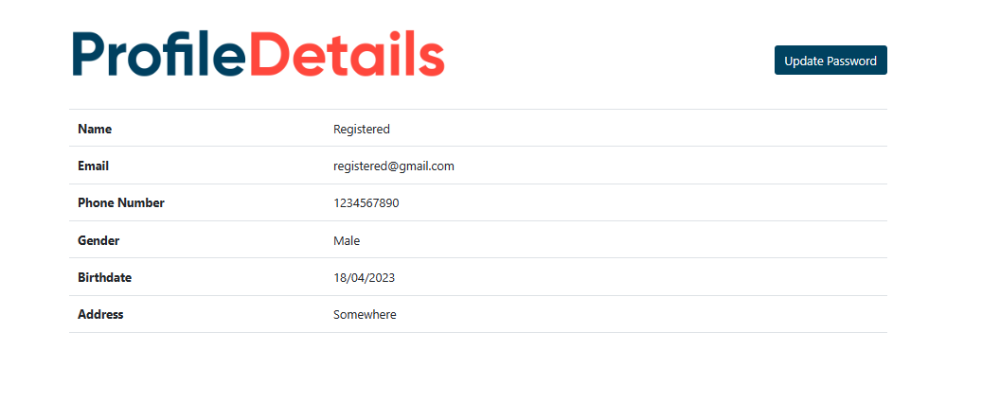 ProfileDetails
Update Password
Name Registered
Email registered@gmail.com
Phone Number 1234567890
Gender Male
Birthdate 18/04/2023
Address Somewhere